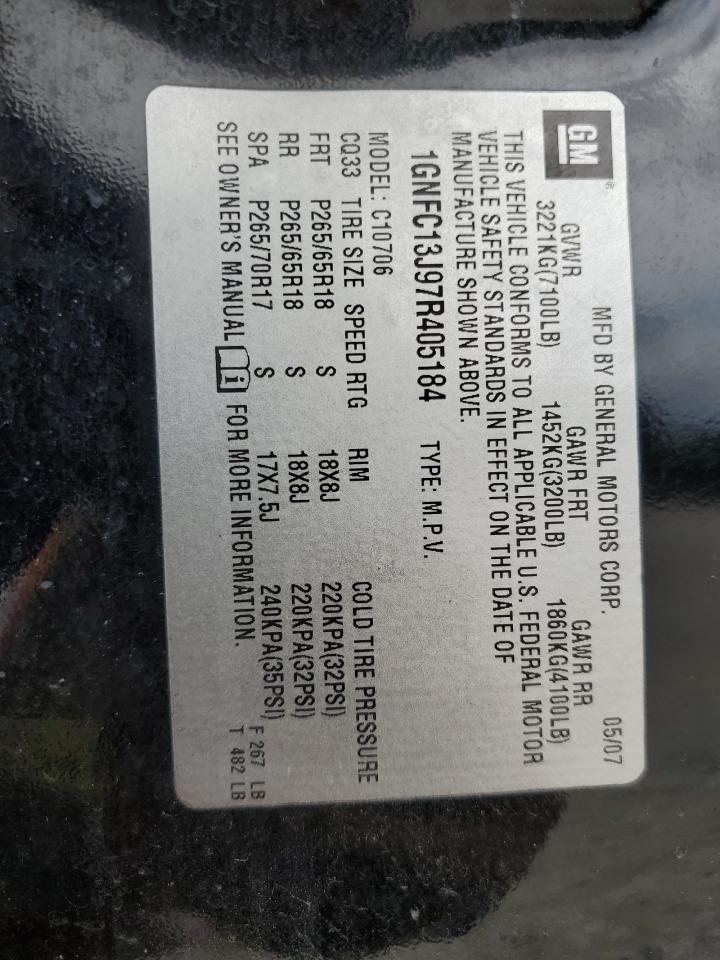 GM®
MFD BY GENERAL MOTORS CORP. 05/07
GVWR GAWR FRT GAWR RR
3221KG(7100LB) 1452KG(3200LB) 1860KG(4100LB)
THIS VEHICLE CONFORMS TO ALL APPLICABLE U.S. FEDERAL MOTOR
VEHICLE SAFETY STANDARDS IN EFFECT ON THE DATE OF
MANUFACTURE SHOWN ABOVE.
1GNFC13J97R405184 TYPE: M.P.V.
MODEL: C10706
CQ33 TIRE SIZE SPEED RTG RIM COLD TIRE PRESSURE
FRT P265/65R18 S 18X8J 220KPA(32PSI)
RR P265/65R18 S 18X8J 220KPA(32PSI)
SPA P265/70R17 S 17X7.5J 240KPA(35PSI) F 267 LB
SEE OWNER'S MANUAL i FOR MORE INFORMATION. T 482 LB